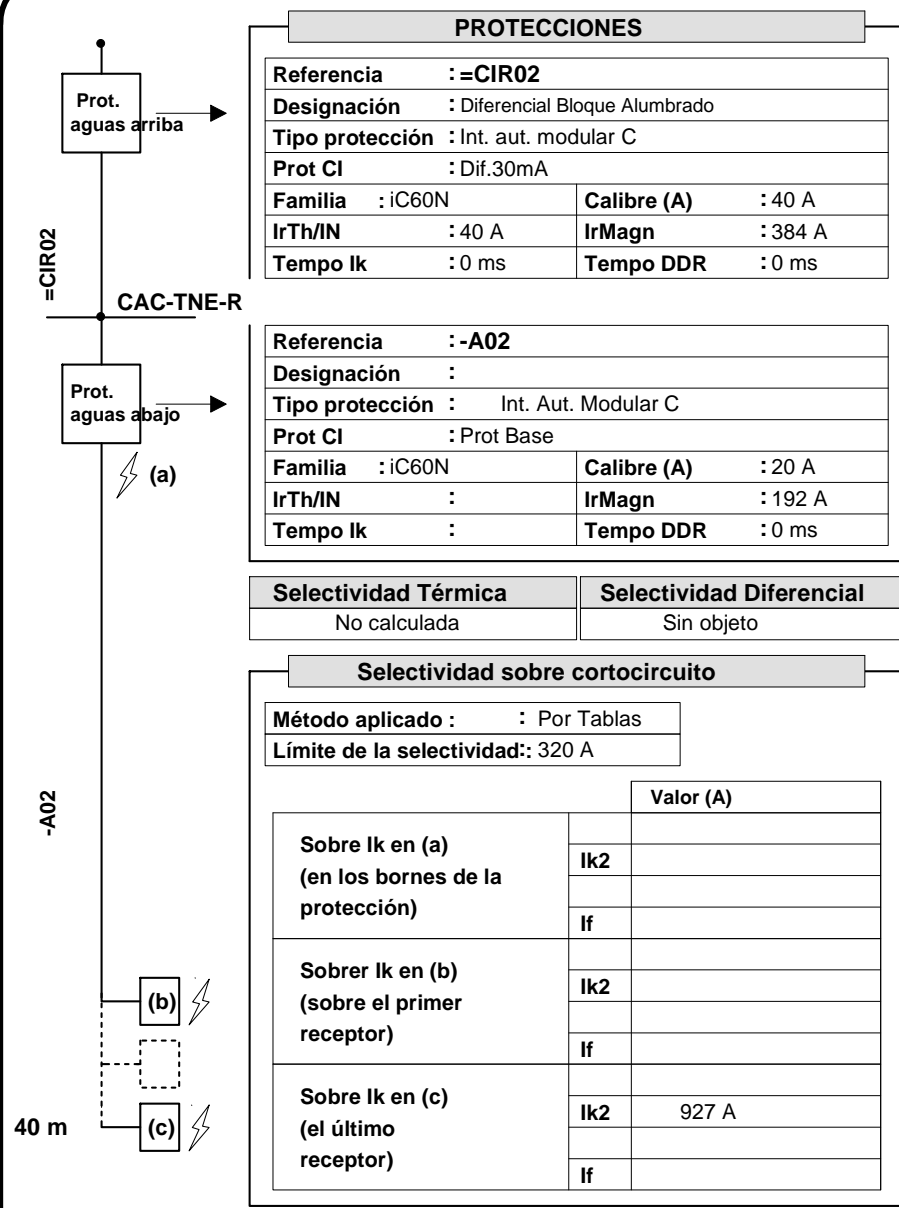 PROTECCIONES
Prot.
aguas arriba
Referencia : =CIR02
Designación : Diferencial Bloque Alumbrado
Tipo protección : Int. aut. modular C
Prot CI : Dif.30mA
Familia : iC60N Calibre (A) : 40 A
IrTh/IN : 40 A IrMagn : 384 A
Tempo Ik : 0 ms Tempo DDR : 0 ms
=CIR02
CAC-TNE-R
Prot.
aguas abajo
(a)
Referencia : -A02
Designación :
Tipo protección : Int. Aut. Modular C
Prot CI : Prot Base
Familia : iC60N Calibre (A) : 20 A
IrTh/IN : IrMagn : 192 A
Tempo Ik : Tempo DDR : 0 ms
Selectividad Térmica Selectividad Diferencial
No calculada Sin objeto
Selectividad sobre cortocircuito
Método aplicado : : Por Tablas
Límite de la selectividad:: 320 A
-A02
Valor (A)
Sobre Ik en (a)
(en los bornes de la
protección)
Ik2
If
Sobrer Ik en (b)
(sobre el primer
receptor)
Ik2
If
(b)
Sobre Ik en (c)
(el último
receptor)
Ik2 927 A
If
40 m (c)